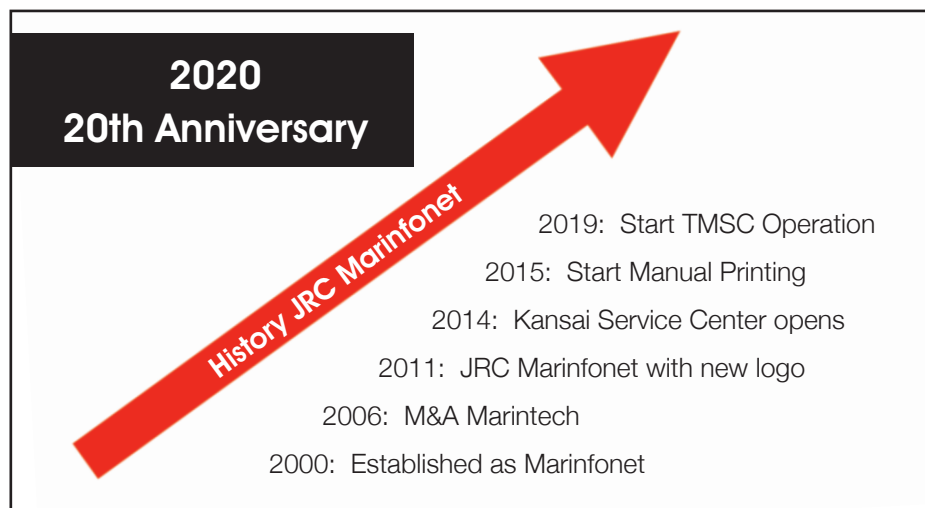 2020
20th Anniversary
History JRC Marinfonet
2019: Start TMSC Operation
2015: Start Manual Printing
2014: Kansai Service Center opens
2011: JRC Marinfonet with new logo
2006: M&A Marintech
2000: Established as Marinfonet